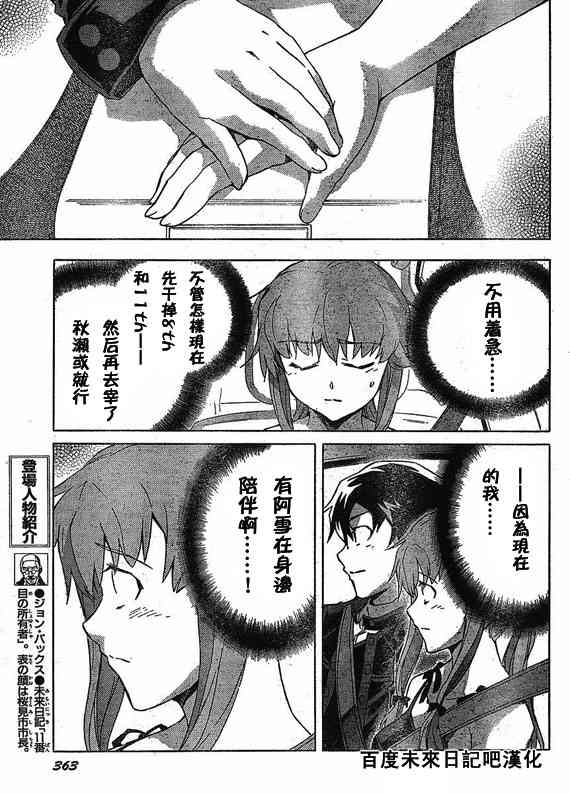 不用着急……
不管怎樣現在
先干掉8th
和11th——
然后再去宰了
秋瀨或就行
——因為現在
的我……
有阿雪在身邊
陪伴啊……！
登場人物紹介
●ジョン・バックス●未来日記「11番
目の所有者」。表の顔は桜見市市長。
363
百度未來日記吧漢化